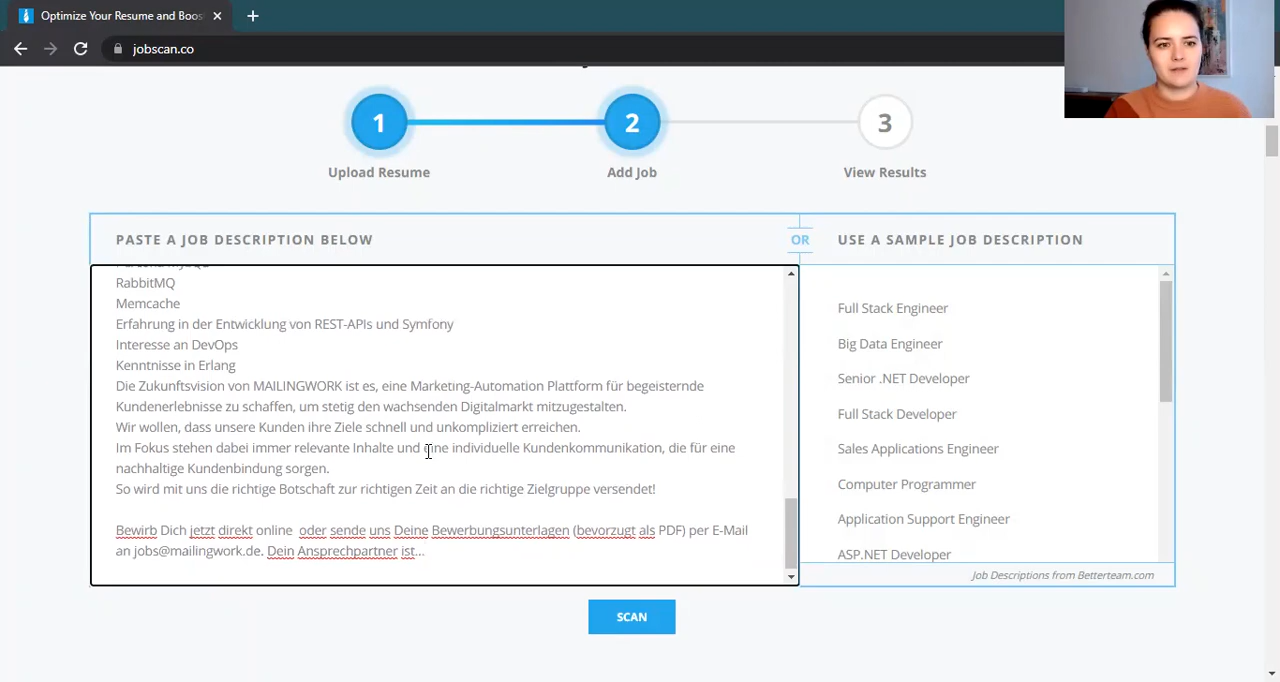 Optimize Your Resume and Boos
jobscan.co
1
2
3
Upload Resume
Add Job
View Results
PASTE A JOB DESCRIPTION BELOW
OR
USE A SAMPLE JOB DESCRIPTION
RabbitMQ
Memcache
Erfahrung in der Entwicklung von REST-APIs und Symfony
Interesse an DevOps
Kenntnisse in Erlang
Die Zukunftsvision von MAILINGWORK ist es, eine Marketing-Automation Plattform für begeisternde
Kundenerlebnisse zu schaffen, um stetig den wachsenden Digitalmarkt mitzugestalten.
Wir wollen, dass unsere Kunden ihre Ziele schnell und unkompliziert erreichen.
Im Fokus stehen dabei immer relevante Inhalte und eine individuelle Kundenkommunikation, die für eine
nachhaltige Kundenbindung sorgen.
So wird mit uns die richtige Botschaft zur richtigen Zeit an die richtige Zielgruppe versendet!
Bewirb Dich jetzt direkt online oder sende uns Deine Bewerbungsunterlagen (bevorzugt als PDF) per E-Mail
an jobs@mailingwork.de. Dein Ansprechpartner ist...
Full Stack Engineer
Big Data Engineer
Senior .NET Developer
Full Stack Developer
Sales Applications Engineer
Computer Programmer
Application Support Engineer
ASP.NET Developer
Job Descriptions from Betterteam.com
SCAN